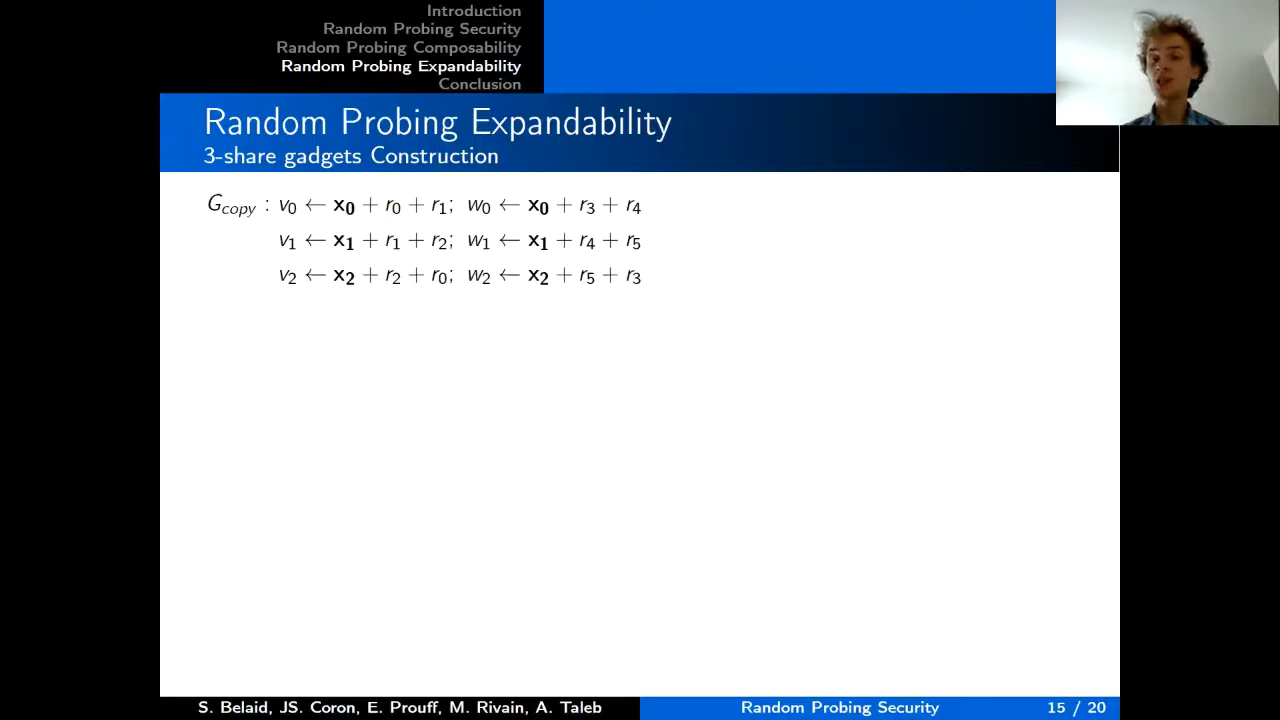 Introduction
Random Probing Security
Random Probing Composability
Random Probing Expandability
Conclusion
Random Probing Expandability
3-share gadgets Construction
G_copy : v_0 ← x_0 + r_0 + r_1; w_0 ← x_0 + r_3 + r_4
v_1 ← x_1 + r_1 + r_2; w_1 ← x_1 + r_4 + r_5
v_2 ← x_2 + r_2 + r_0; w_2 ← x_2 + r_5 + r_3
S. Belaid, JS. Coron, E. Prouff, M. Rivain, A. Taleb
Random Probing Security
15 / 20